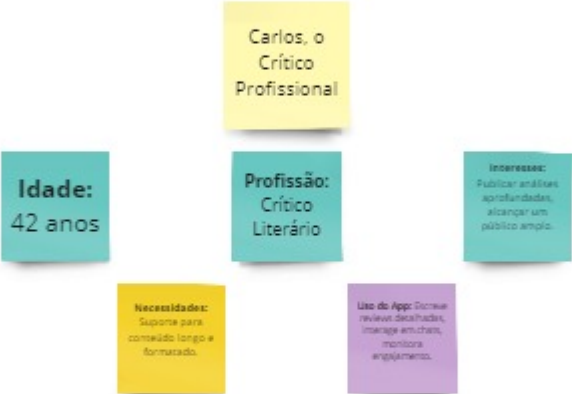 Carlos, o
Crítico
Profissional
Idade:
42 anos
Profissão:
Crítico
Literário
Interesses:
Publicar análises
aprofundadas,
alcançar um
público amplo.
Necessidades:
Suporte para
conteúdo longo e
formatado.
Uso do App: Escreve
reviews detalhadas,
interage em chats,
monitora
engajamento.